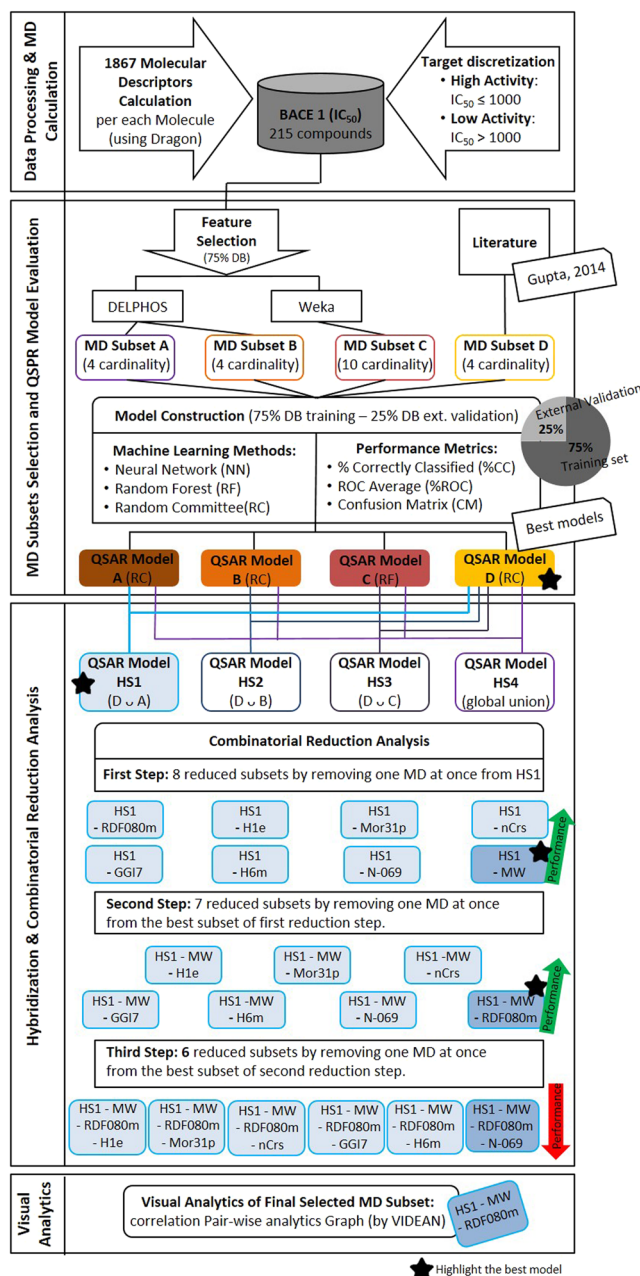 Data Processing & MD
Calculation
1867 Molecular
Descriptors
Calculation
per each Molecule
(using Dragon)
BACE 1 (IC50)
215 compounds
Target discretization
• High Activity:
IC50 ≤ 1000
• Low Activity:
IC50 > 1000
MD Subsets Selection and QSPR Model Evaluation
Feature
Selection
(75% DB)
Literature
Gupta, 2014
DELPHOS
Weka
MD Subset A
(4 cardinality)
MD Subset B
(4 cardinality)
MD Subset C
(10 cardinality)
MD Subset D
(4 cardinality)
Model Construction (75% DB training – 25% DB ext. validation)
Machine Learning Methods:
• Neural Network (NN)
• Random Forest (RF)
• Random Committee(RC)
Performance Metrics:
• % Correctly Classified (%CC)
• ROC Average (%ROC)
• Confusion Matrix (CM)
External Validation
25%
75%
Training set
Best models
QSAR Model
A (RC)
QSAR Model
B (RC)
QSAR Model
C (RF)
QSAR Model
D (RC)
Hybridization & Combinatorial Reduction Analysis
QSAR Model
HS1
(D ∪ A)
QSAR Model
HS2
(D ∪ B)
QSAR Model
HS3
(D ∪ C)
QSAR Model
HS4
(global union)
Combinatorial Reduction Analysis
First Step: 8 reduced subsets by removing one MD at once from HS1
HS1
- RDF080m
HS1
- H1e
HS1
- Mor31p
HS1
- nCrs
HS1
- GGI7
HS1
- H6m
HS1
- N-069
HS1
- MW
Performance
Second Step: 7 reduced subsets by removing one MD at once
from the best subset of first reduction step.
HS1 - MW
- H1e
HS1 - MW
- Mor31p
HS1 -MW
- nCrs
HS1 - MW
- GGI7
HS1 -MW
- H6m
HS1 - MW
- N-069
HS1 - MW
- RDF080m
Performance
Third Step: 6 reduced subsets by removing one MD at once
from the best subset of second reduction step.
HS1 - MW
- RDF080m
- H1e
HS1 - MW
- RDF080m
- Mor31p
HS1 - MW
- RDF080m
- nCrs
HS1 - MW
- RDF080m
- GGI7
HS1 - MW
- RDF080m
- H6m
HS1 - MW
- RDF080m
- N-069
Performance
Visual
Analytics
Visual Analytics of Final Selected MD Subset:
correlation Pair-wise analytics Graph (by VIDEAN)
HS1 - MW
- RDF080m
Highlight the best model